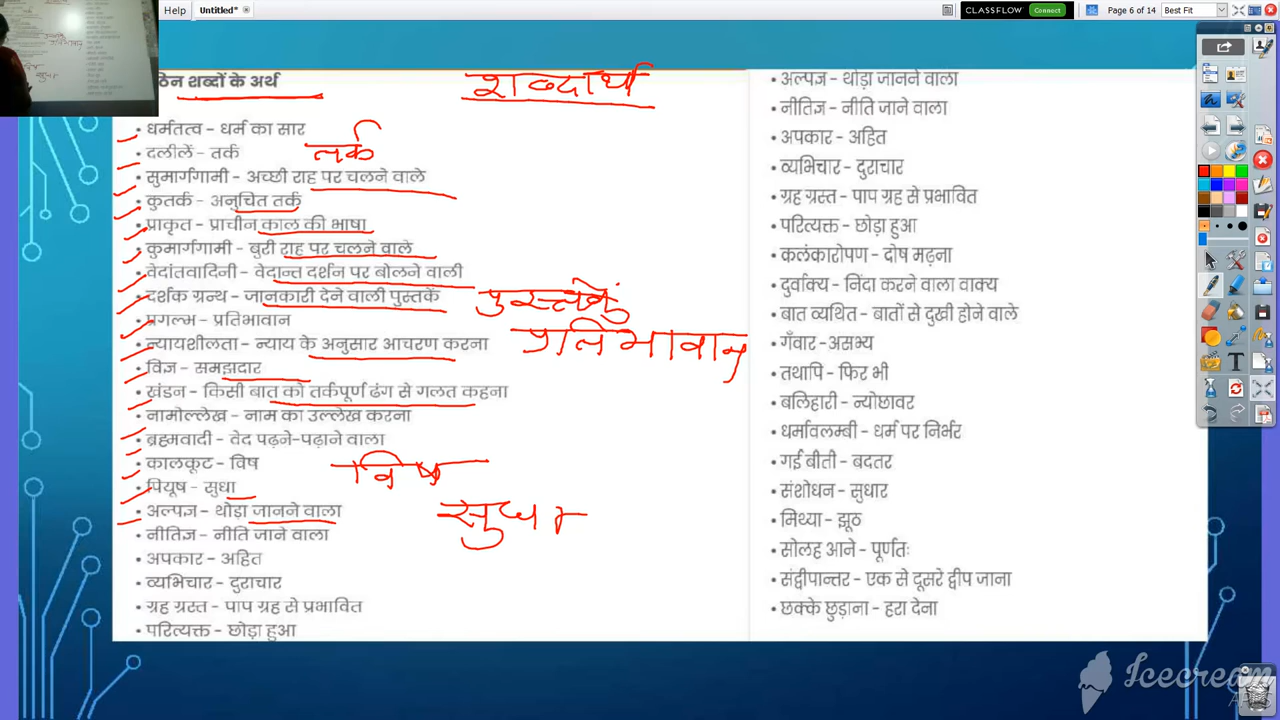 Help Untitled* CLASSFLOW Connect Page 6 of 14 Best Fit
ठिन शब्दों के अर्थ
शब्दार्थ
• धर्मतत्व - धर्म का सार
• दलीलें - तर्क
तर्क
• सुमार्गगामी - अच्छी राह पर चलने वाले
• कुतर्क - अनुचित तर्क
• प्राकृत - प्राचीन काल की भाषा
• कुमार्गगामी - बुरी राह पर चलने वाले
• वेदांतवादिनी - वेदान्त दर्शन पर बोलने वाली
• दर्शक ग्रन्थ - जानकारी देने वाली पुस्तकें
पुस्तकें
• प्रगल्भ - प्रतिभावान
प्रतिभावान
• न्यायशीलता - न्याय के अनुसार आचरण करना
• विज्ञ - समझदार
• खंडन - किसी बात को तर्कपूर्ण ढंग से गलत कहना
• नामोल्लेख - नाम का उल्लेख करना
• ब्रह्मवादी - वेद पढ़ने-पढ़ाने वाला
• कालकूट - विष
विष
• पियूष - सुधा
सुधा
• अल्पज्ञ - थोड़ा जानने वाला
• नीतिज्ञ - नीति जाने वाला
• अपकार - अहित
• व्यभिचार - दुराचार
• ग्रह ग्रस्त - पाप ग्रह से प्रभावित
• परित्यक्त - छोड़ा हुआ
• अल्पज्ञ - थोड़ा जानने वाला
• नीतिज्ञ - नीति जाने वाला
• अपकार - अहित
• व्यभिचार - दुराचार
• ग्रह ग्रस्त - पाप ग्रह से प्रभावित
• परित्यक्त - छोड़ा हुआ
• कलंकारोपण - दोष मढ़ना
• दुर्वाक्य - निंदा करने वाला वाक्य
• बात व्यथित - बातों से दुखी होने वाले
• गँवार -असभ्य
• तथापि - फिर भी
• बलिहारी - न्योछावर
• धर्मावलम्बी - धर्म पर निर्भर
• गई बीती - बदतर
• संशोधन - सुधार
• मिथ्या - झूठ
• सोलह आने - पूर्णतः
• संद्वीपान्तर - एक से दूसरे द्वीप जाना
• छक्के छुड़ाना - हरा देना
Icecream
APPS